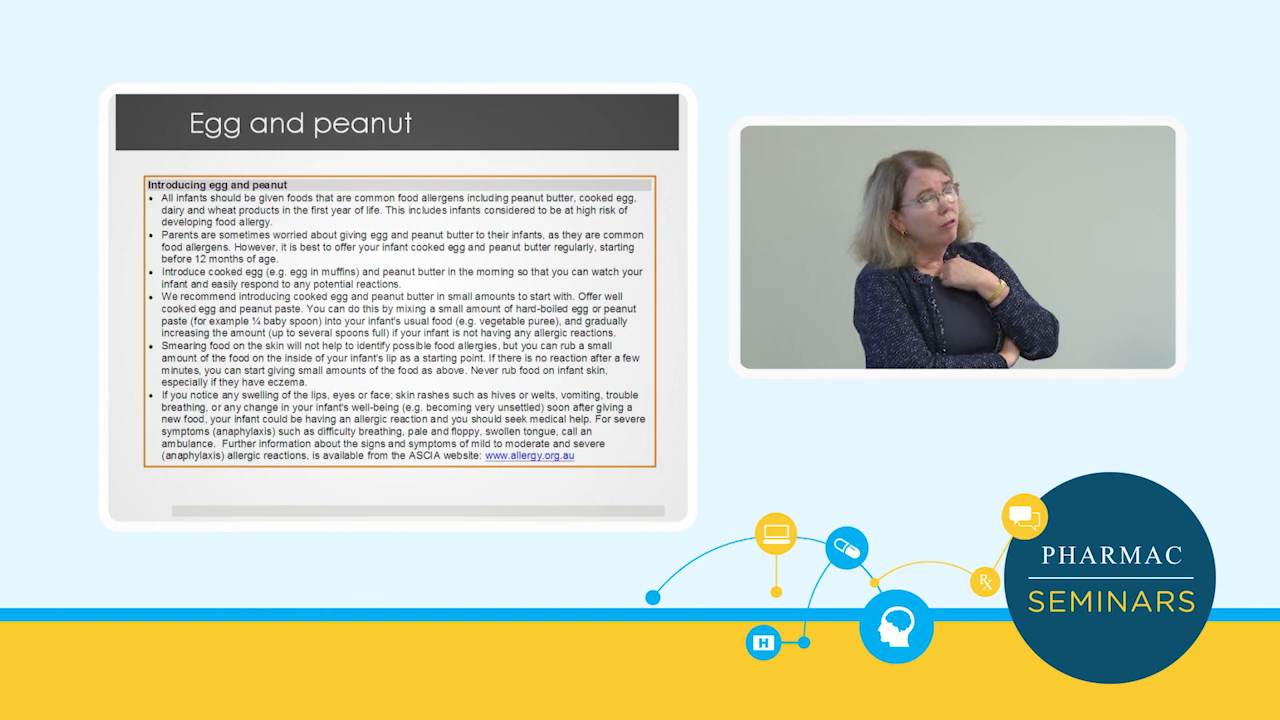 Egg and peanut
Introducing egg and peanut
• All infants should be given foods that are common food allergens including peanut butter, cooked egg,
dairy and wheat products in the first year of life. This includes infants considered to be at high risk of
developing food allergy.
• Parents are sometimes worried about giving egg and peanut butter to their infants, as they are common
food allergens. However, it is best to offer your infant cooked egg and peanut butter regularly, starting
before 12 months of age.
• Introduce cooked egg (e.g. egg in muffins) and peanut butter in the morning so that you can watch your
infant and easily respond to any potential reactions.
• We recommend introducing cooked egg and peanut butter in small amounts to start with. Offer well
cooked egg and peanut paste. You can do this by mixing a small amount of hard-boiled egg or peanut
paste (for example ¼ baby spoon) into your infant's usual food (e.g. vegetable puree), and gradually
increasing the amount (up to several spoons full) if your infant is not having any allergic reactions.
• Smearing food on the skin will not help to identify possible food allergies, but you can rub a small
amount of the food on the inside of your infant's lip as a starting point. If there is no reaction after a few
minutes, you can start giving small amounts of the food as above. Never rub food on infant skin,
especially if they have eczema.
• If you notice any swelling of the lips, eyes or face; skin rashes such as hives or welts, vomiting, trouble
breathing, or any change in your infant's well-being (e.g. becoming very unsettled) soon after giving a
new food, your infant could be having an allergic reaction and you should seek medical help. For severe
symptoms (anaphylaxis) such as difficulty breathing, pale and floppy, swollen tongue, call an
ambulance. Further information about the signs and symptoms of mild to moderate and severe
(anaphylaxis) allergic reactions, is available from the ASCIA website: www.allergy.org.au
H
Rx
PHARMAC
SEMINARS